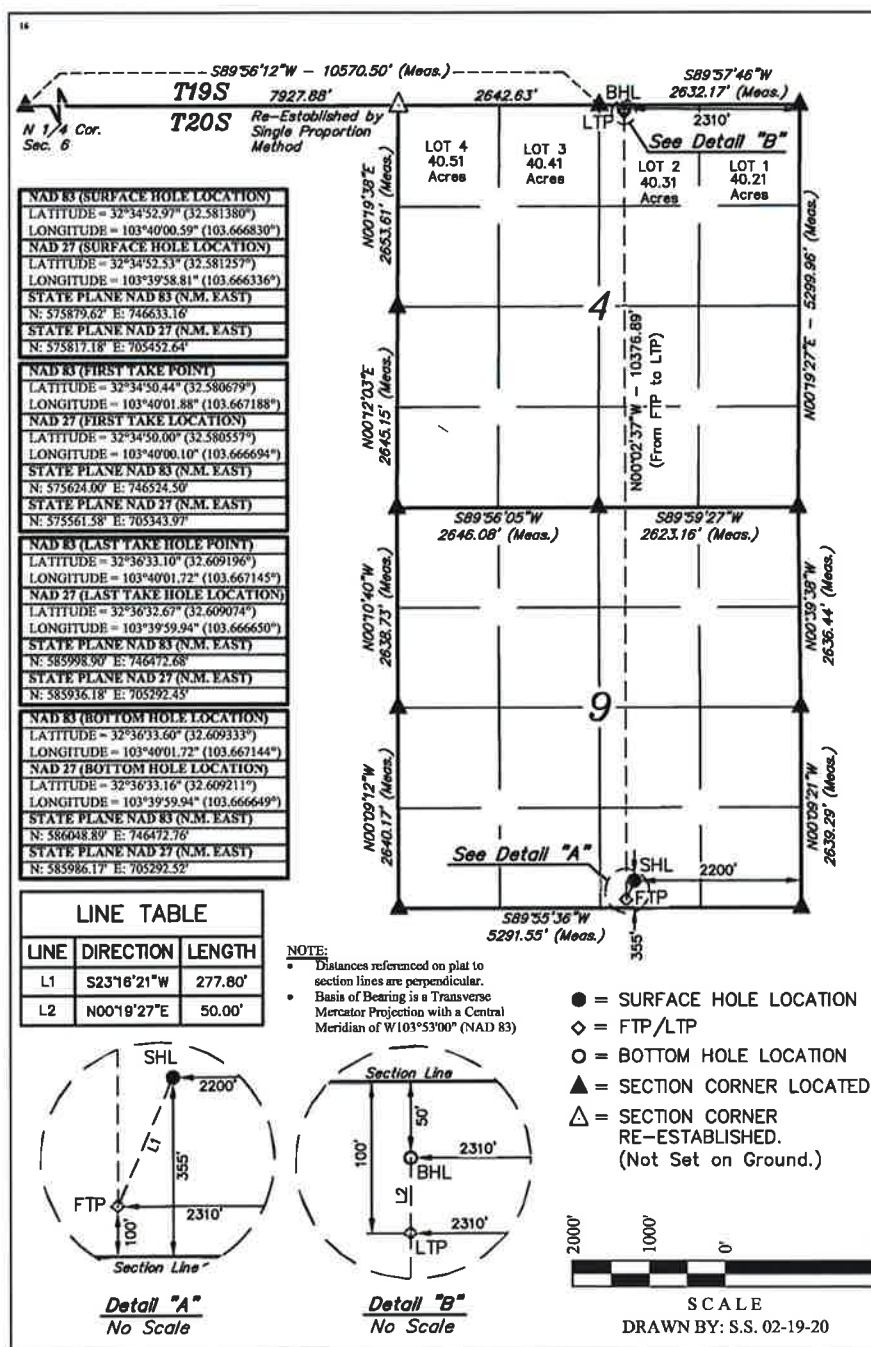 16
S89°56'12"W - 10570.50' (Meas.)
T19S
7927.88'
2642.63'
BHL
S89°57'46"W
2632.17' (Meas.)
T20S
Re-Established by
Single Proportion
Method
N 1/4 Cor.
Sec. 6
LTP
2310'
See Detail "B"
LOT 4
40.51
Acres
LOT 3
40.41
Acres
LOT 2
40.31
Acres
LOT 1
40.21
Acres
N00°19'38"E
2653.61' (Meas.)
N00°12'03"E
2645.15' (Meas.)
4
N00°02'37"W - 10376.89'
(From FTP to LTP)
N00°19'27"E - 5299.96' (Meas.)
S89°56'05"W
2646.08' (Meas.)
S89°59'27"W
2623.16' (Meas.)
N00°10'40"W
2638.73' (Meas.)
N00°39'38"W
2636.44' (Meas.)
9
N00°09'12"W
2640.17' (Meas.)
N00°09'21"W
2639.29' (Meas.)
See Detail "A"
SHL
2200'
FTP
S89°55'36"W
5291.55' (Meas.)
355'
NAD 83 (SURFACE HOLE LOCATION)
LATITUDE = 32°34'52.97" (32.581380°)
LONGITUDE = 103°40'00.59" (103.666830°)
NAD 27 (SURFACE HOLE LOCATION)
LATITUDE = 32°34'52.53" (32.581257°)
LONGITUDE = 103°39'58.81" (103.666336°)
STATE PLANE NAD 83 (N.M. EAST)
N: 575879.62' E: 746633.16'
STATE PLANE NAD 27 (N.M. EAST)
N: 575817.18' E: 705452.64'
NAD 83 (FIRST TAKE POINT)
LATITUDE = 32°34'50.44" (32.580679°)
LONGITUDE = 103°40'01.88" (103.667188°)
NAD 27 (FIRST TAKE LOCATION)
LATITUDE = 32°34'50.00" (32.580557°)
LONGITUDE = 103°40'00.10" (103.666694°)
STATE PLANE NAD 83 (N.M. EAST)
N: 575624.00' E: 746524.50'
STATE PLANE NAD 27 (N.M. EAST)
N: 575561.58' E: 705343.97'
NAD 83 (LAST TAKE HOLE POINT)
LATITUDE = 32°36'33.10" (32.609196°)
LONGITUDE = 103°40'01.72" (103.667145°)
NAD 27 (LAST TAKE HOLE LOCATION)
LATITUDE = 32°36'32.67" (32.609074°)
LONGITUDE = 103°39'59.94" (103.666650°)
STATE PLANE NAD 83 (N.M. EAST)
N: 585998.90' E: 746472.68'
STATE PLANE NAD 27 (N.M. EAST)
N: 585936.18' E: 705292.45'
NAD 83 (BOTTOM HOLE LOCATION)
LATITUDE = 32°36'33.60" (32.609333°)
LONGITUDE = 103°40'01.72" (103.667144°)
NAD 27 (BOTTOM HOLE LOCATION)
LATITUDE = 32°36'33.16" (32.609211°)
LONGITUDE = 103°39'59.94" (103.666649°)
STATE PLANE NAD 83 (N.M. EAST)
N: 586048.89' E: 746472.76'
STATE PLANE NAD 27 (N.M. EAST)
N: 585986.17' E: 705292.52'
LINE TABLE
LINE DIRECTION LENGTH
L1 S23°16'21"W 277.80'
L2 N00°19'27"E 50.00'
NOTE:
• Distances referenced on plat to
section lines are perpendicular.
• Basis of Bearing is a Transverse
Mercator Projection with a Central
Meridian of W103°53'00" (NAD 83)
= SURFACE HOLE LOCATION
= FTP/LTP
= BOTTOM HOLE LOCATION
= SECTION CORNER LOCATED
= SECTION CORNER
RE-ESTABLISHED.
(Not Set on Ground.)
SHL
2200'
L1
355'
FTP
2310'
100'
Section Line
Detail "A"
No Scale
Section Line
50'
100'
2310'
BHL
L2
2310'
LTP
Detail "B"
No Scale
2000'
1000'
0'
SCALE
DRAWN BY: S.S. 02-19-20